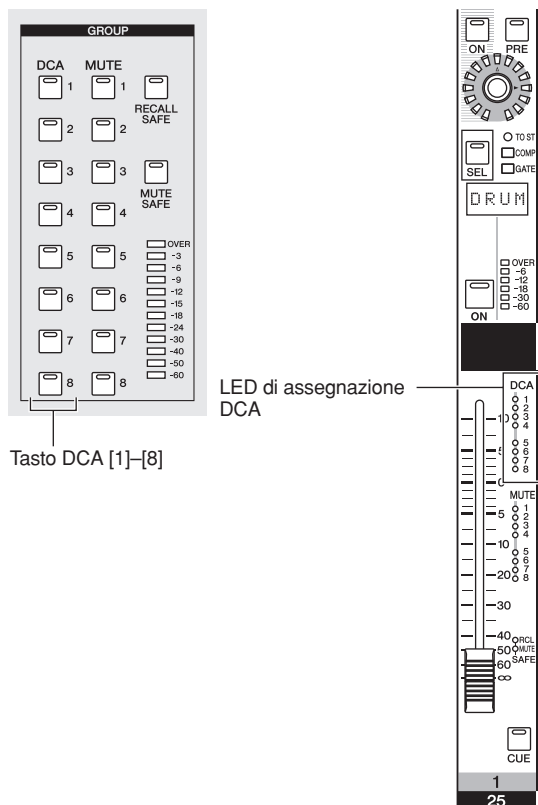 GROUP
DCA MUTE
1 1
RECALL
SAFE
2 2
3 3
MUTE
SAFE
4 4
5 5
6 6
7 7
8 8
OVER
-3
-6
-9
-12
-15
-18
-24
-30
-40
-50
-60
Tasto DCA [1]–[8]
LED di assegnazione
DCA
ON PRE
TO ST
COMP
GATE
SEL
DRUM
OVER
-6
-12
-18
-30
-60
ON
DCA
1
2
3
4
5
6
7
8
MUTE
1
2
3
4
5
6
7
8
10
5
0
5
10
20
30
40
50
60
∞
RCL
MUTE
SAFE
CUE
1
25